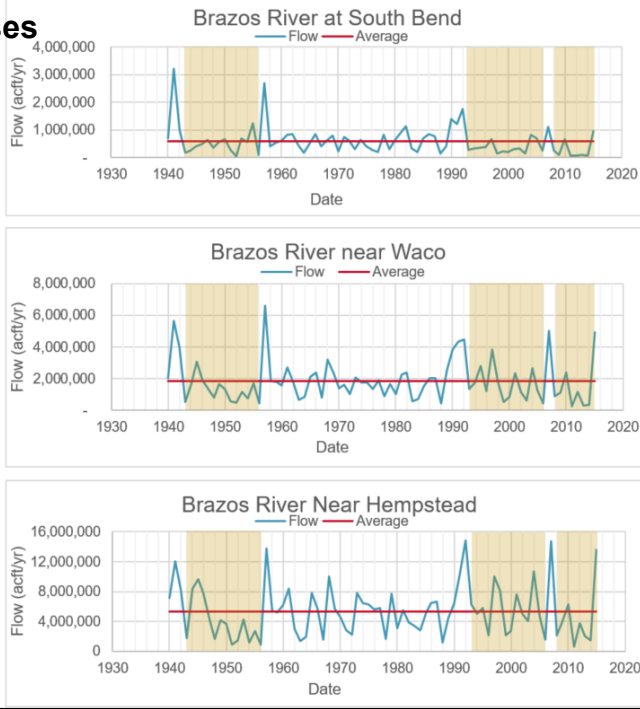 es
Brazos River at South Bend
Flow Average
Flow (acft/yr)
4,000,000
3,000,000
2,000,000
1,000,000
-
1930 1940 1950 1960 1970 1980 1990 2000 2010 2020
Date
Brazos River near Waco
Flow Average
Flow (acft/yr)
8,000,000
6,000,000
4,000,000
2,000,000
-
1930 1940 1950 1960 1970 1980 1990 2000 2010 2020
Date
Brazos River Near Hempstead
Flow Average
Flow (acft/yr)
16,000,000
12,000,000
8,000,000
4,000,000
0
1930 1940 1950 1960 1970 1980 1990 2000 2010 2020
Date